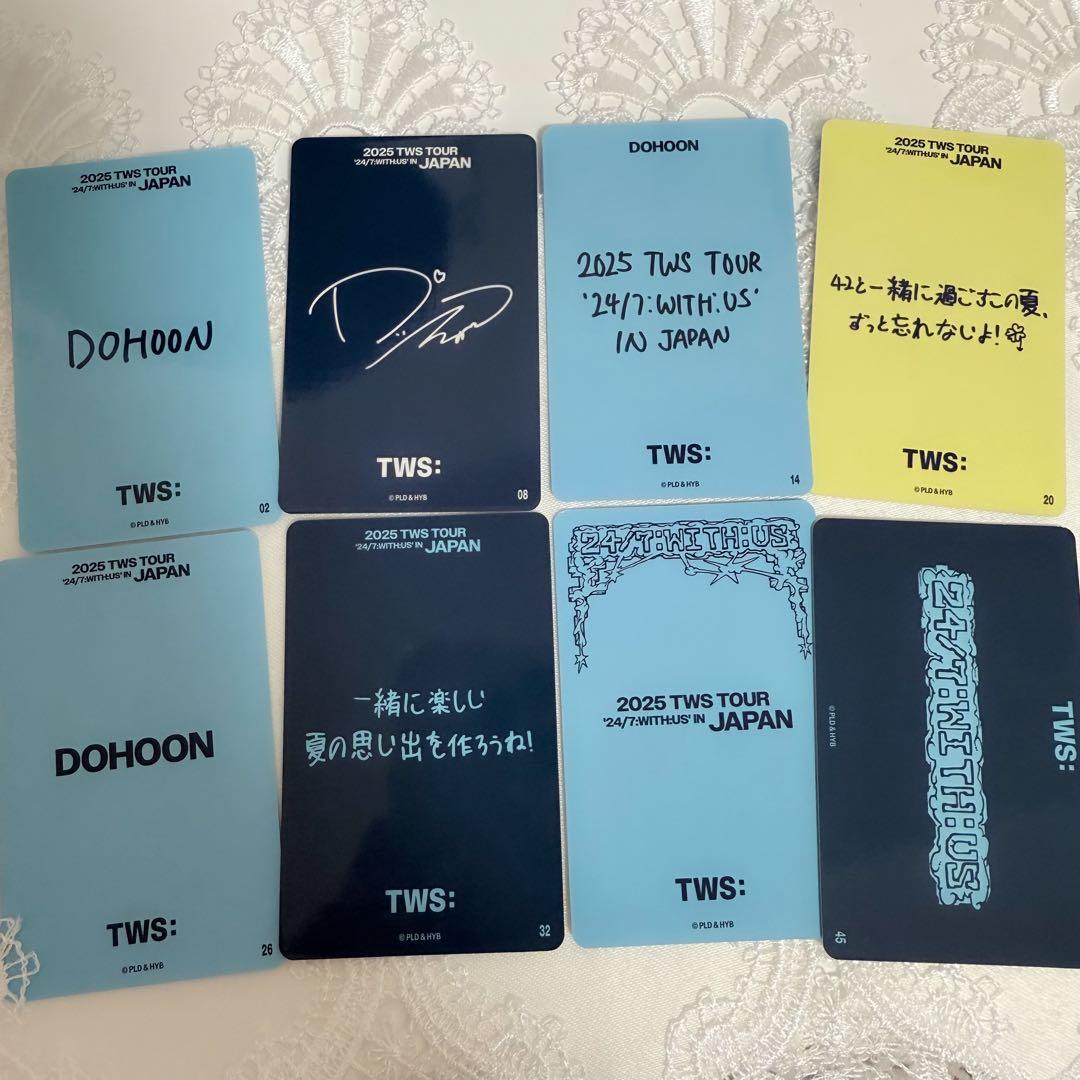 2025 TWS TOUR
'24/7:WITH:US' IN JAPAN
DOHOON
TWS:
© PLD & HYB
02
2025 TWS TOUR
'24/7:WITH:US' IN JAPAN
TWS:
© PLD & HYB
08
DOHOON
2025 TWS TOUR
'24/7:WITH:US'
IN JAPAN
TWS:
© PLD & HYB
14
2025 TWS TOUR
'24/7:WITH:US' IN JAPAN
42と一緒に過ごすこの夏、
ずっと忘れないよ!
TWS:
© PLD & HYB
20
2025 TWS TOUR
'24/7:WITH:US' IN JAPAN
DOHOON
TWS:
© PLD & HYB
26
2025 TWS TOUR
'24/7:WITH:US' IN JAPAN
一緒に楽しい
夏の思い出を作ろうね!
TWS:
© PLD & HYB
32
24/7:WITH:US
2025 TWS TOUR
'24/7:WITH:US' IN JAPAN
TWS:
© PLD & HYB
TWS:
24/7:WITH:US
© PLD & HYB
45